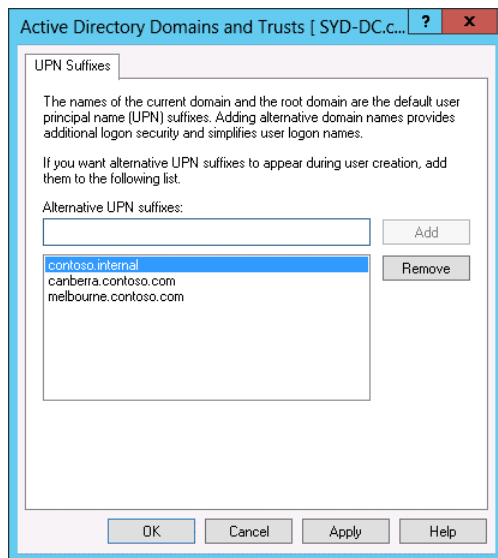 Active Directory Domains and Trusts [ SYD-DC.c...
?
x
UPN Suffixes
The names of the current domain and the root domain are the default user
principal name (UPN) suffixes. Adding alternative domain names provides
additional logon security and simplifies user logon names.
If you want alternative UPN suffixes to appear during user creation, add
them to the following list.
Alternative UPN suffixes:
Add
contoso.internal
canberra.contoso.com
melbourne.contoso.com
Remove
OK
Cancel
Apply
Help